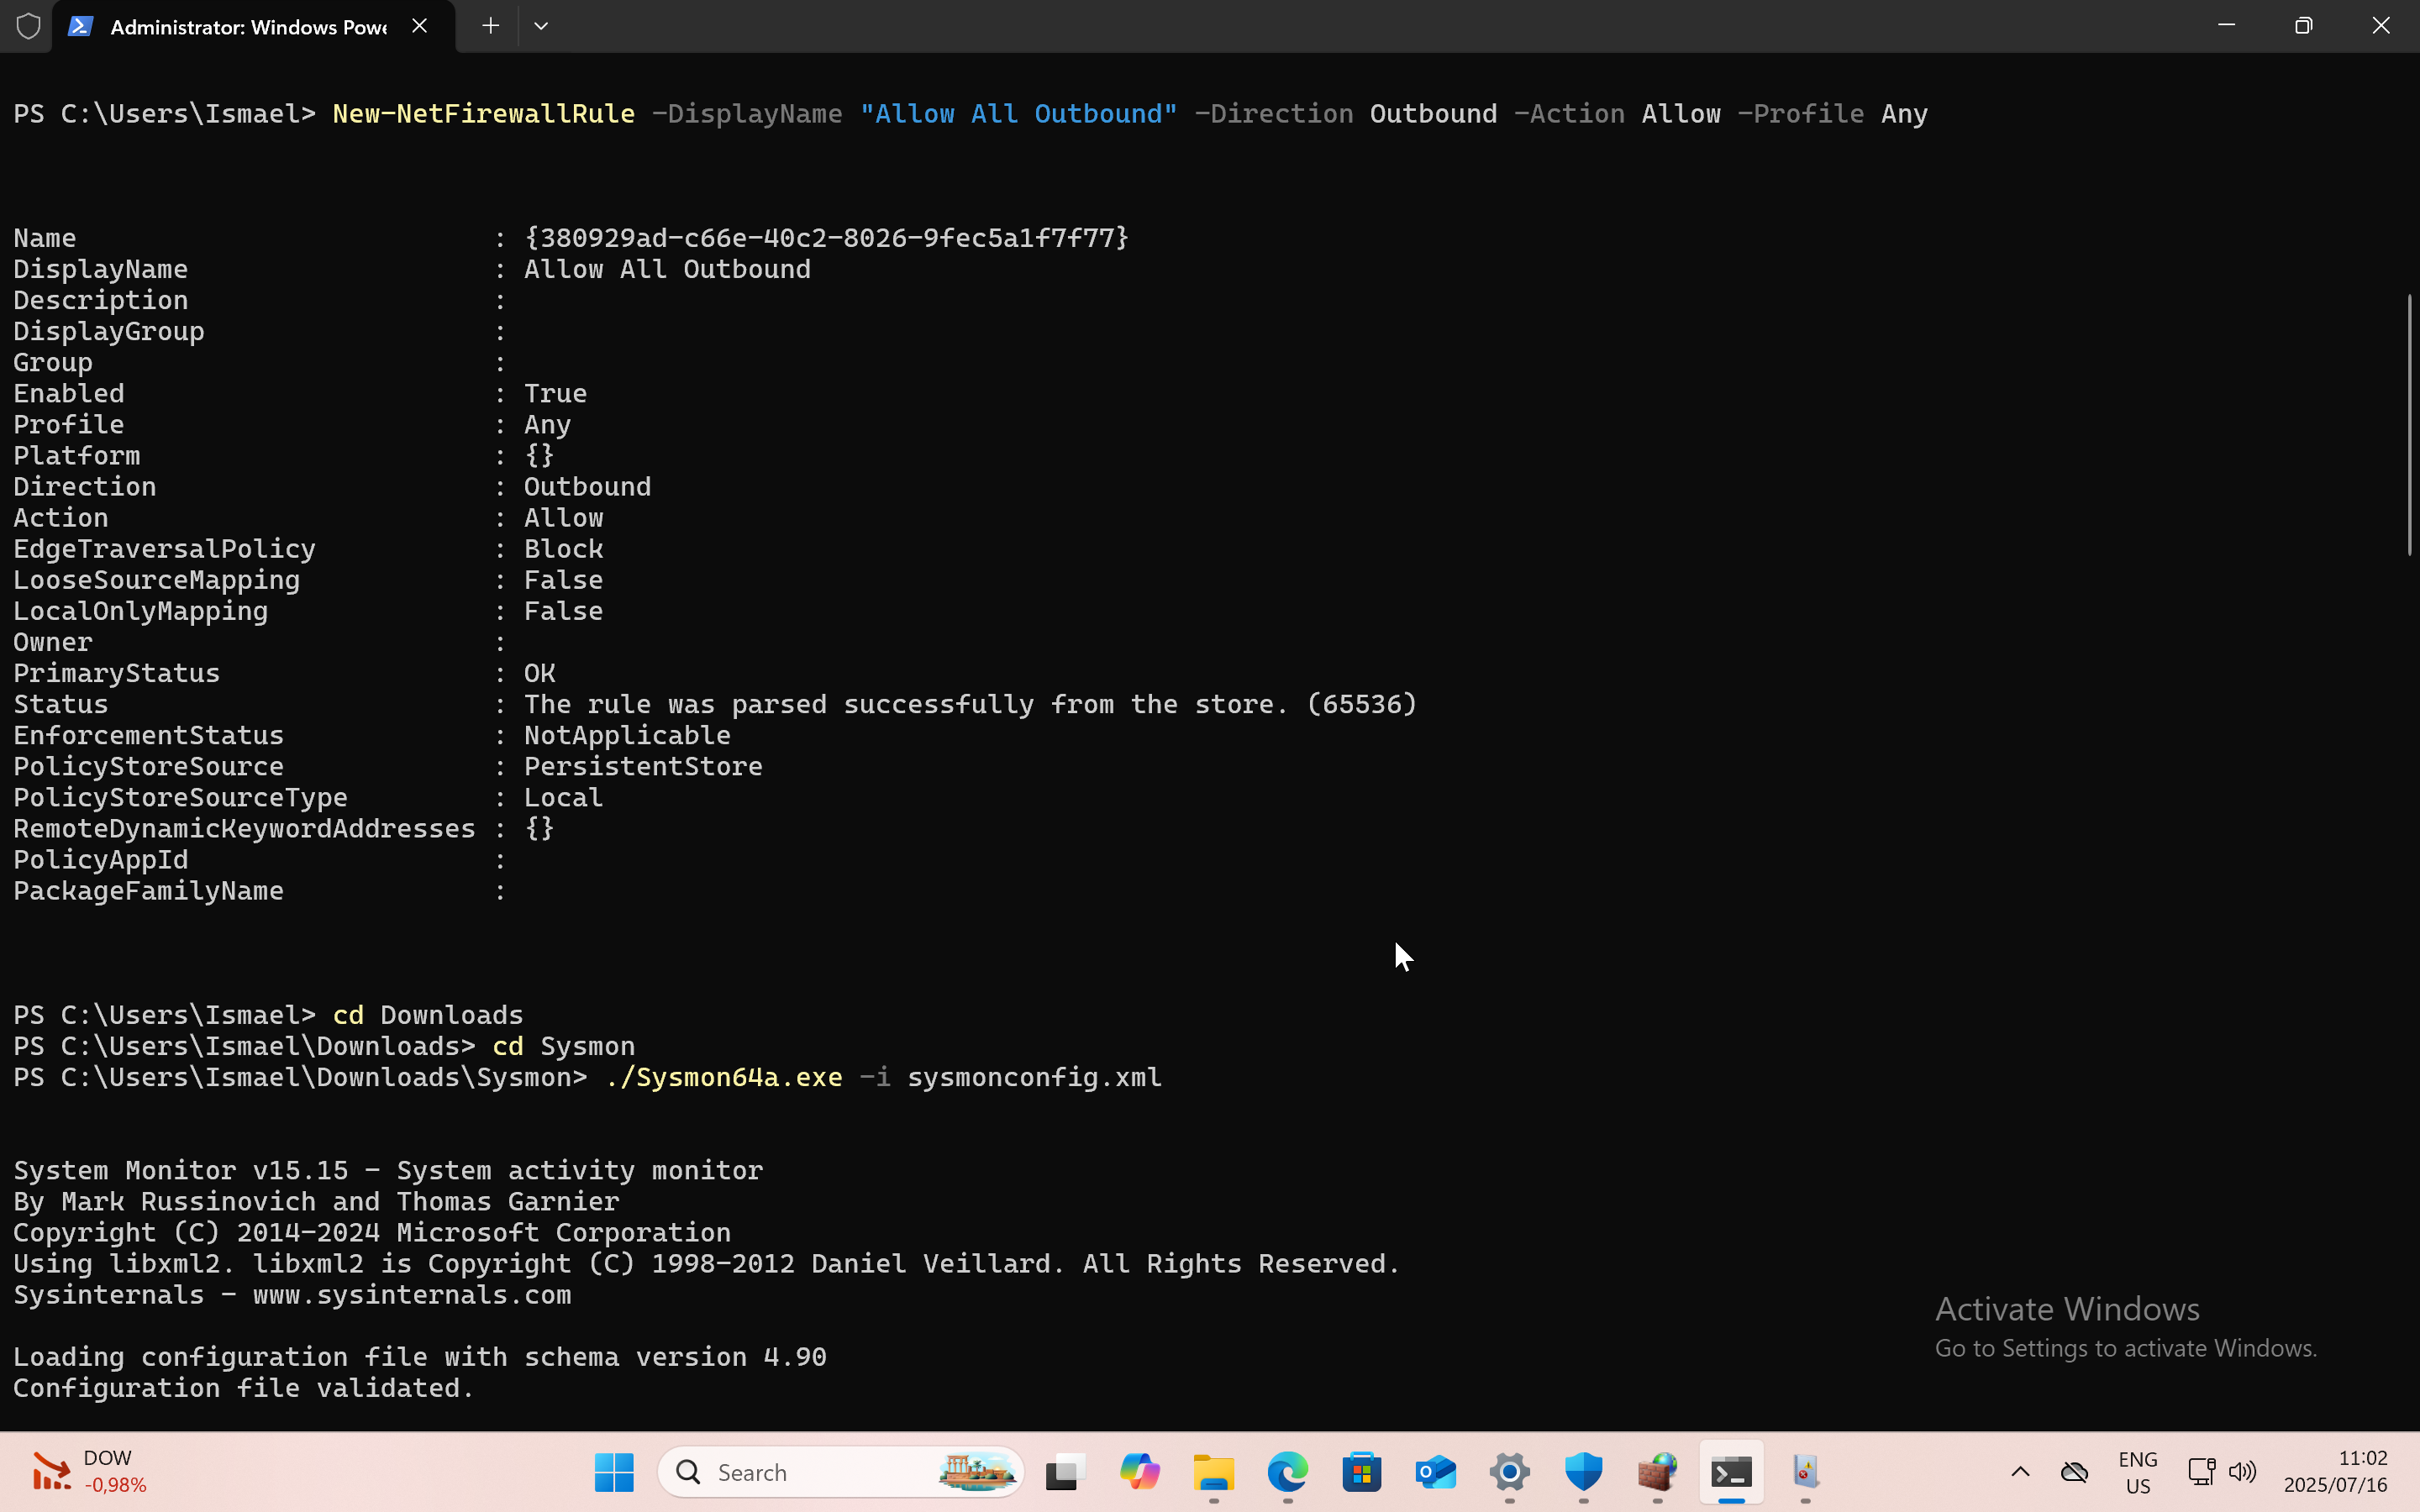 Administrator: Windows Powe
PS C:\Users\Ismael> New-NetFirewallRule -DisplayName "Allow All Outbound" -Direction Outbound -Action Allow -Profile Any
Name : {380929ad-c66e-40c2-8026-9fec5a1f7f77}
DisplayName : Allow All Outbound
Description :
DisplayGroup :
Group :
Enabled : True
Profile : Any
Platform : {}
Direction : Outbound
Action : Allow
EdgeTraversalPolicy : Block
LooseSourceMapping : False
LocalOnlyMapping : False
Owner :
PrimaryStatus : OK
Status : The rule was parsed successfully from the store. (65536)
EnforcementStatus : NotApplicable
PolicyStoreSource : PersistentStore
PolicyStoreSourceType : Local
RemoteDynamicKeywordAddresses : {}
PolicyAppId :
PackageFamilyName :
PS C:\Users\Ismael> cd Downloads
PS C:\Users\Ismael\Downloads> cd Sysmon
PS C:\Users\Ismael\Downloads\Sysmon> ./Sysmon64a.exe -i sysmonconfig.xml
System Monitor v15.15 - System activity monitor
By Mark Russinovich and Thomas Garnier
Copyright (C) 2014-2024 Microsoft Corporation
Using libxml2. libxml2 is Copyright (C) 1998-2012 Daniel Veillard. All Rights Reserved.
Sysinternals - www.sysinternals.com
Loading configuration file with schema version 4.90
Configuration file validated.
Activate Windows
Go to Settings to activate Windows.
DOW
-0,98%
Search
ENG
US
11:02
2025/07/16